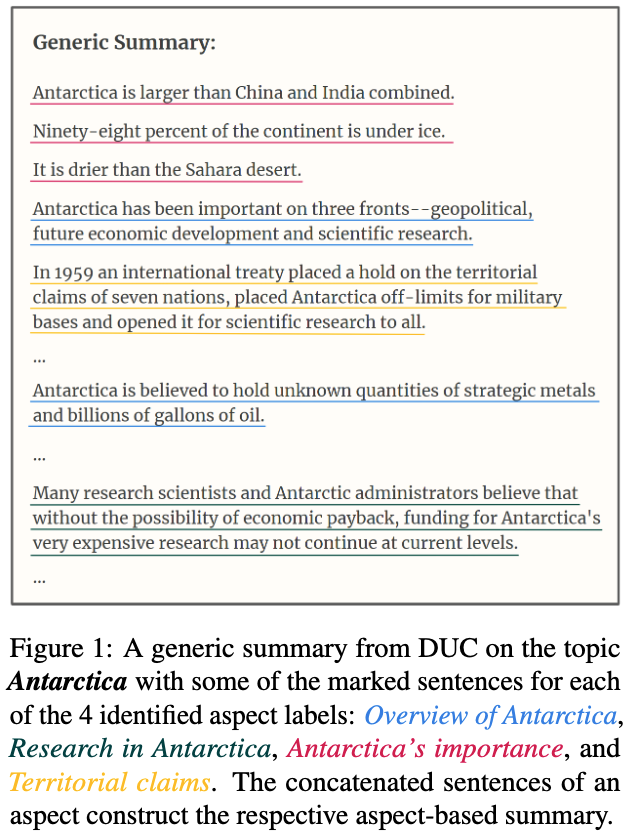 Generic Summary:
Antarctica is larger than China and India combined.
Ninety-eight percent of the continent is under ice.
It is drier than the Sahara desert.
Antarctica has been important on three fronts--geopolitical,
future economic development and scientific research.
In 1959 an international treaty placed a hold on the territorial
claims of seven nations, placed Antarctica off-limits for military
bases and opened it for scientific research to all.
...
Antarctica is believed to hold unknown quantities of strategic metals
and billions of gallons of oil.
...
Many research scientists and Antarctic administrators believe that
without the possibility of economic payback, funding for Antarctica's
very expensive research may not continue at current levels.
...
Figure 1: A generic summary from DUC on the topic
Antarctica with some of the marked sentences for each
of the 4 identified aspect labels: Overview of Antarctica,
Research in Antarctica, Antarctica's importance, and
Territorial claims. The concatenated sentences of an
aspect construct the respective aspect-based summary.